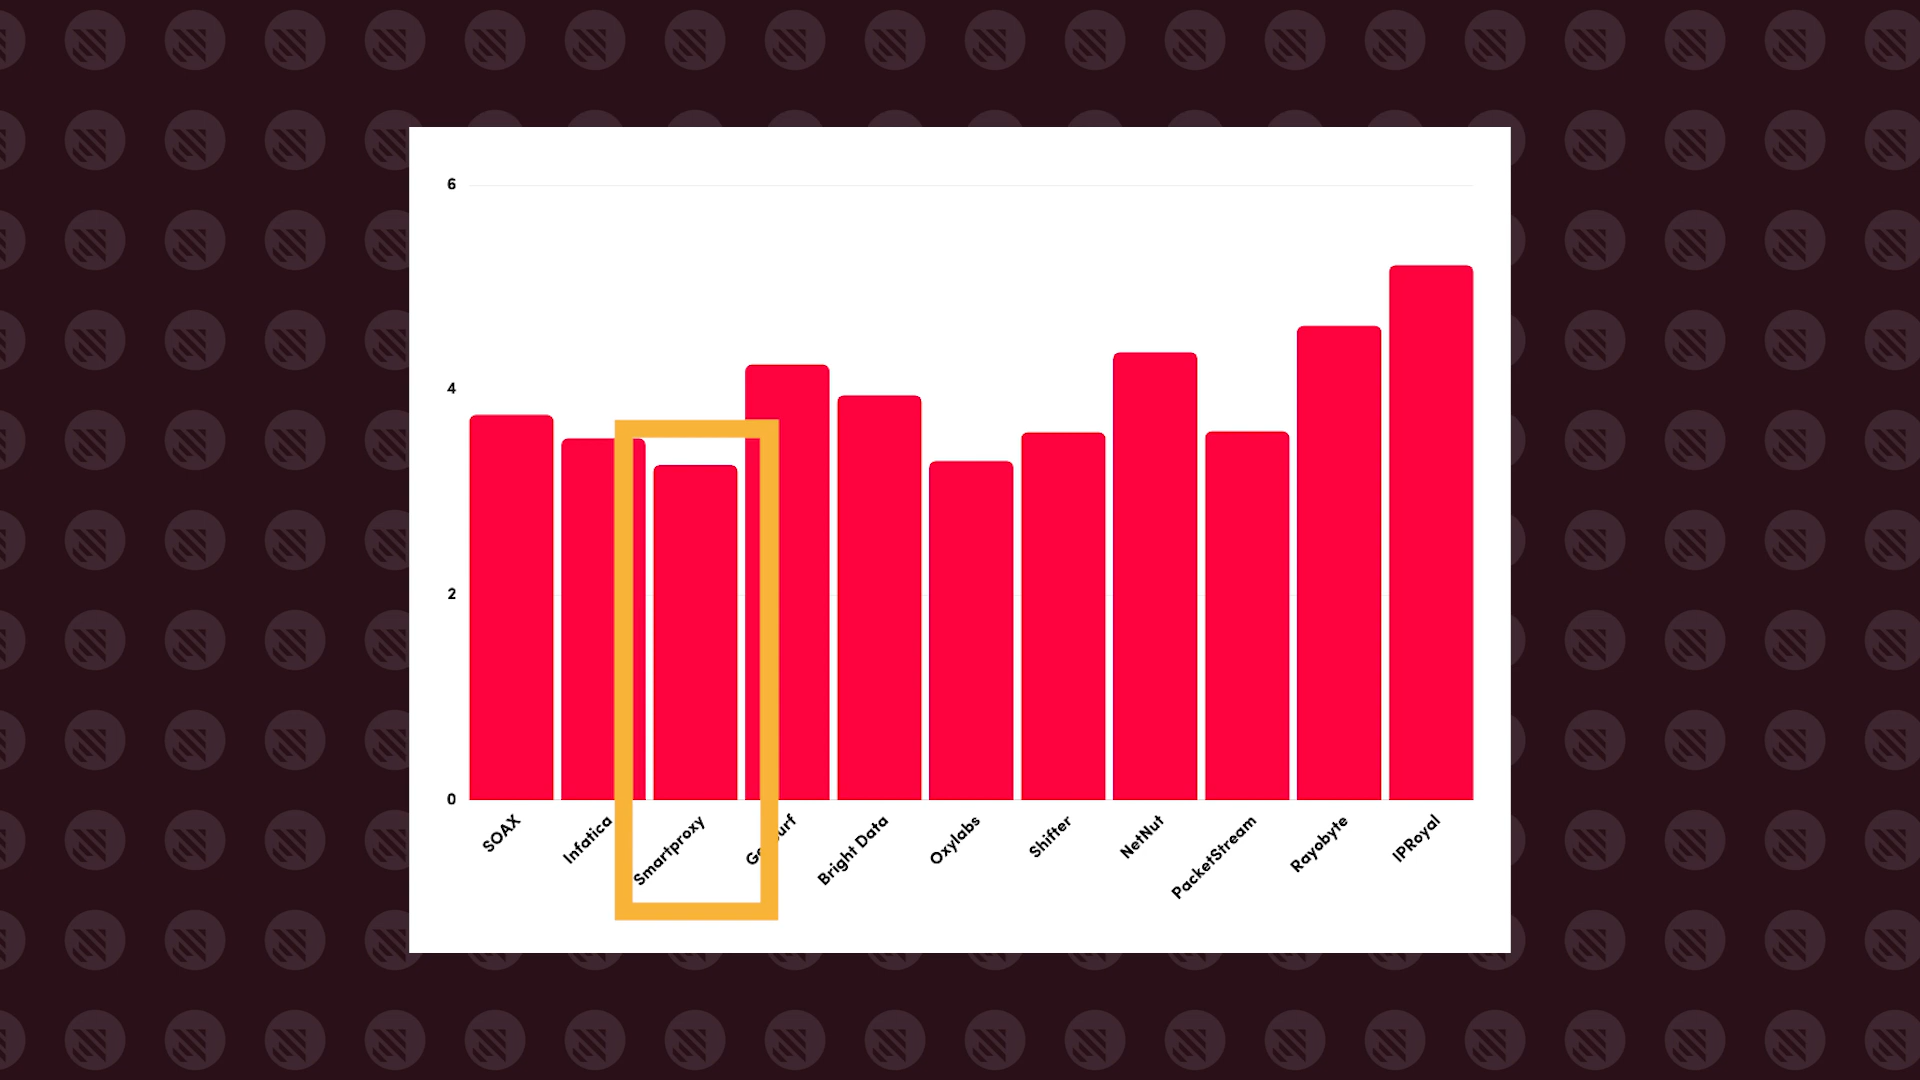 6
4
2
0
SOAX
Infatica
Smartproxy
Bright Data
Oxylabs
Shifter
NetNut
PacketStream
Rayobyte
IPRoyal